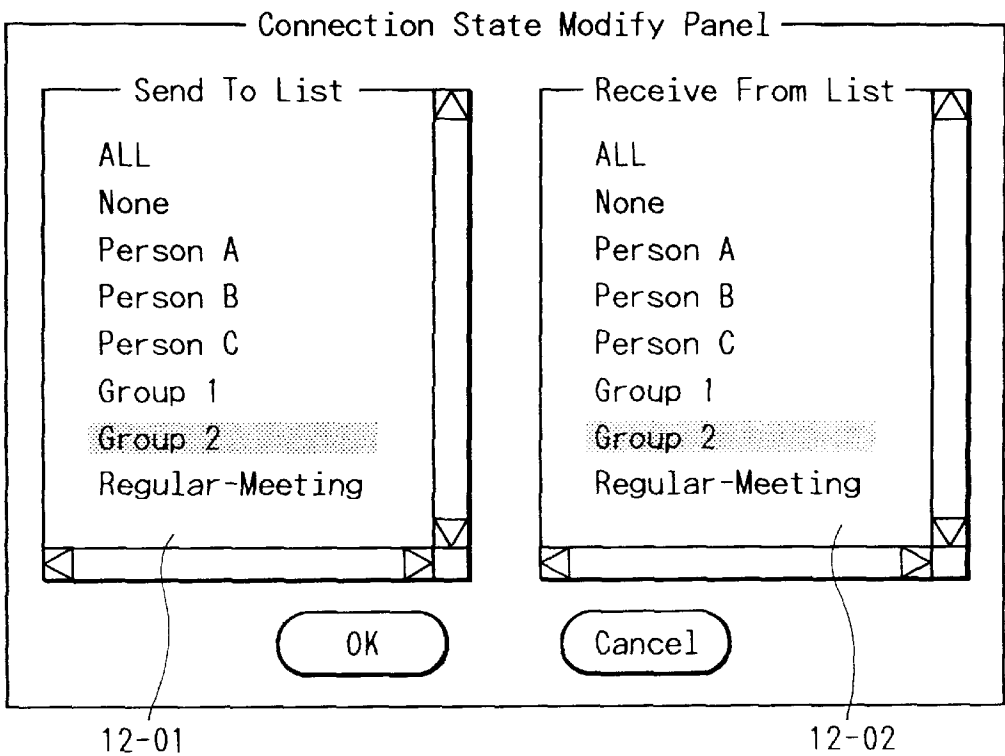 Connection State Modify Panel
Send To List
ALL
None
Person A
Person B
Person C
Group 1
Group 2
Regular-Meeting
Receive From List
ALL
None
Person A
Person B
Person C
Group 1
Group 2
Regular-Meeting
OK
Cancel
12-01
12-02